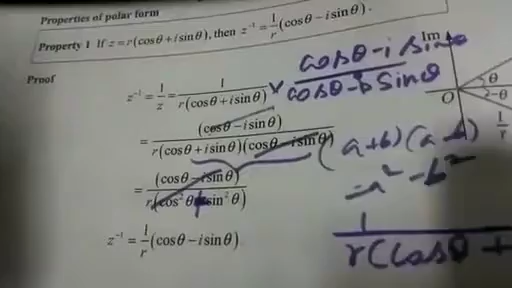 Properties of polar form
Property 1 If z = r(cosθ + i sinθ), then z⁻¹ = 1/r (cosθ − i sinθ).
Proof
z⁻¹ = 1/z = 1/(r(cosθ + i sinθ)) × (cosθ − i sinθ)/(cosθ − i sinθ)
= (cosθ − i sinθ)/(r(cosθ + i sinθ)(cosθ − i sinθ))
(a+b)(a−b)
= a² − b²
= (cosθ − i sinθ)/(r(cos²θ + sin²θ))
z⁻¹ = 1/r (cosθ − i sinθ)
1/r(cosθ +
Im
θ
−θ
O
1/r